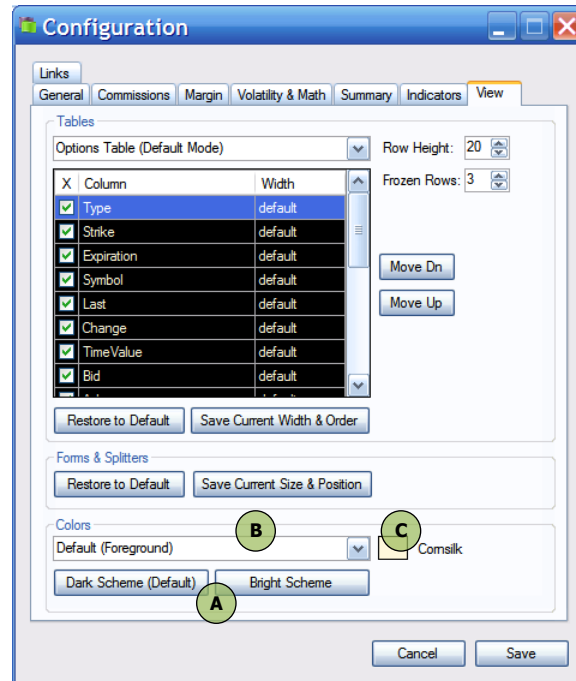 Configuration
Links
General Commissions Margin Volatility & Math Summary Indicators View
Tables
Options Table (Default Mode) Row Height: 20
X Column Width Frozen Rows: 3
Type default
Strike default
Expiration default
Symbol default
Move Dn
Last default
Move Up
Change default
TimeValue default
Bid default
Restore to Default Save Current Width & Order
Forms & Splitters
Restore to Default Save Current Size & Position
Colors
B C
Default (Foreground) Cornsilk
Dark Scheme (Default) Bright Scheme
A
Cancel Save